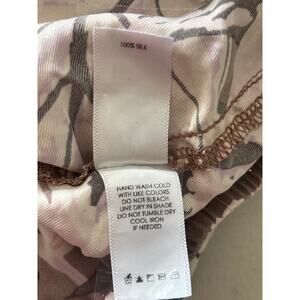 100% SILK
HAND WASH COLD
WITH LIKE COLORS
DO NOT BLEACH
LINE DRY IN SHADE
DO NOT TUMBLE DRY
COOL IRON
IF NEEDED